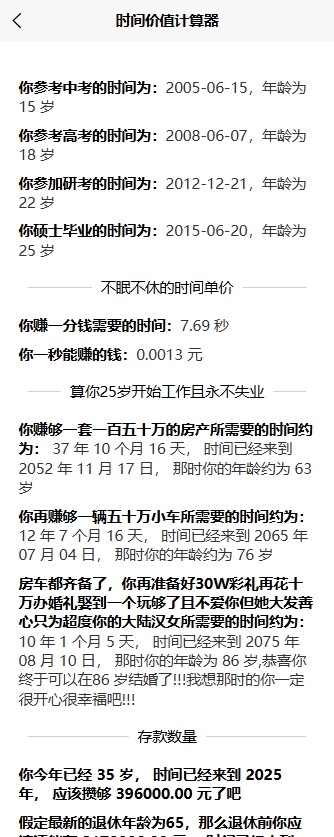 时间价值计算器
你参考中考的时间为：2005-06-15，年龄为
15 岁
你参考高考的时间为：2008-06-07，年龄为
18 岁
你参加研考的时间为：2012-12-21，年龄为
22 岁
你硕士毕业的时间为：2015-06-20，年龄为
25 岁
不眠不休的时间单价
你赚一分钱需要的时间：7.69 秒
你一秒能赚的钱：0.0013 元
算你25岁开始工作且永不失业
你赚够一套一百五十万的房产所需要的时间约
为： 37 年 10 个月 16 天， 时间已经来到
2052 年 11 月 17 日， 那时你的年龄约为 63
岁
你再赚够一辆五十万小车所需要的时间约为：
12 年 7 个月 16 天， 时间已经来到 2065 年
07 月 04 日， 那时你的年龄约为 76 岁
房车都齐备了，你再准备好30W彩礼再花十
万办婚礼娶到一个玩够了且不爱你但她大发善
心只为超度你的大陆汉女所需要的时间约为：
10 年 1 个月 5 天， 时间已经来到 2075 年
08 月 10 日， 那时你的年龄为 86 岁,恭喜你
终于可以在86 岁结婚了!!!我想那时的你一定
很开心很幸福吧!!!
存款数量
你今年已经 35 岁， 时间已经来到 2025
年， 应该攒够 396000.00 元了吧
假定最新的退休年龄为65，那么退休前你应